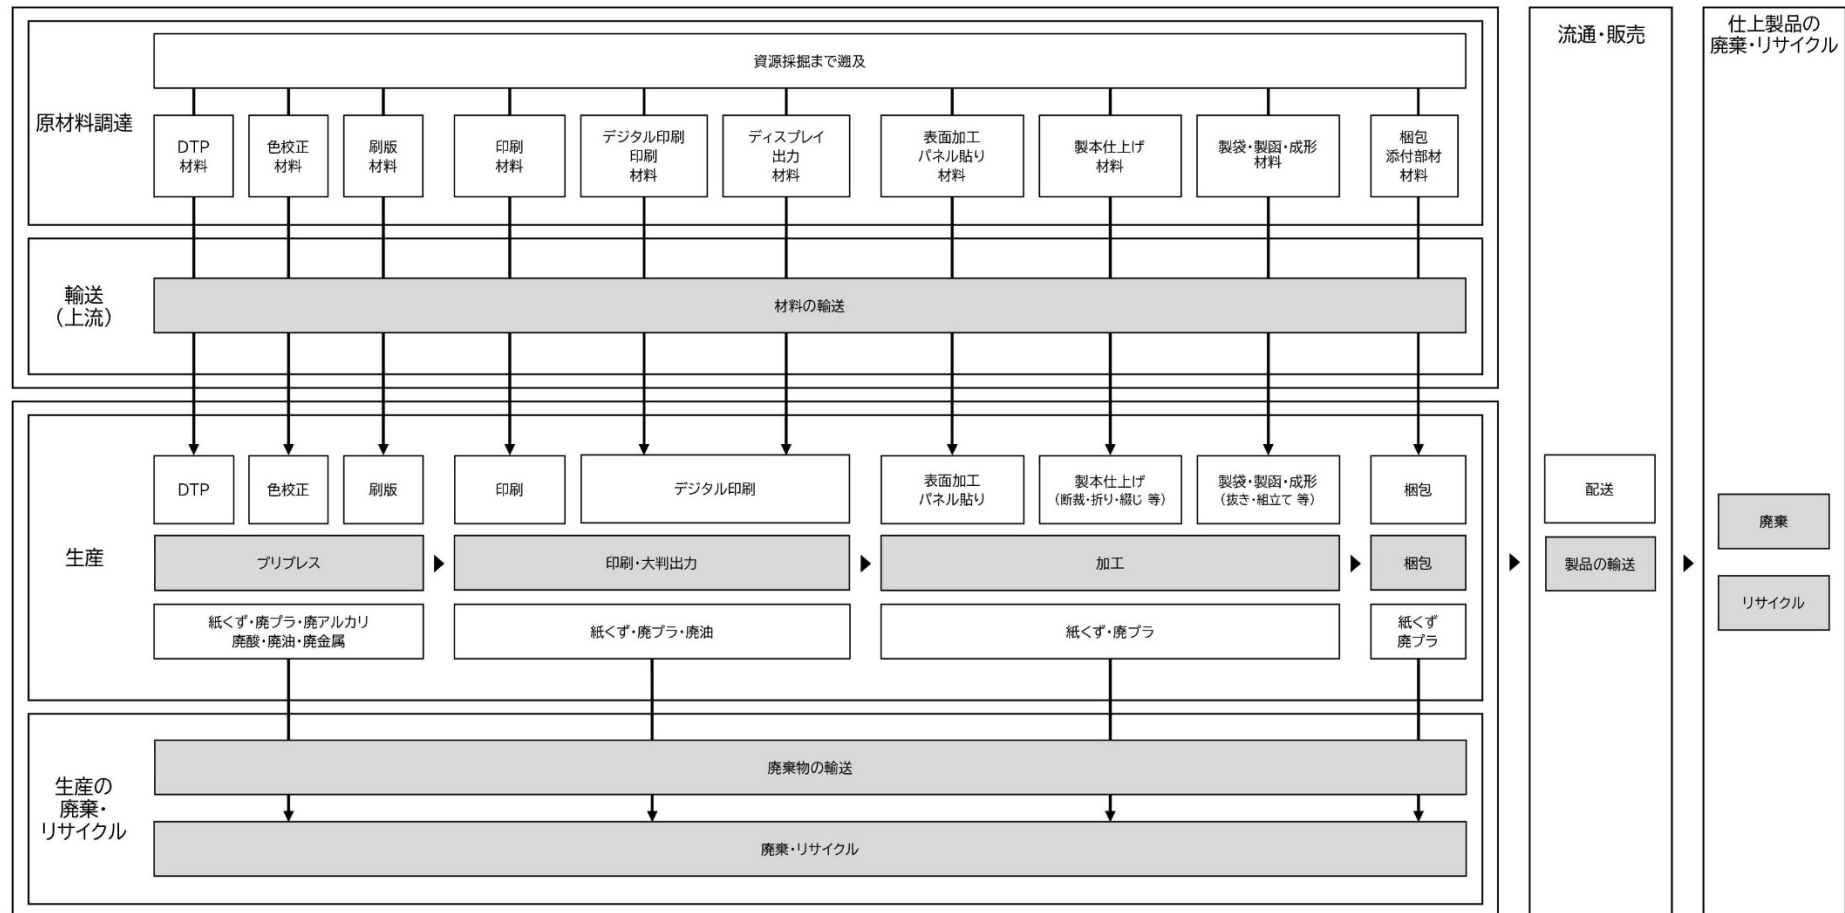 資源採掘まで遡及
原材料調達
DTP
材料
色校正
材料
刷版
材料
印刷
材料
デジタル印刷
印刷
材料
ディスプレイ
出力
材料
表面加工
パネル貼り
材料
製本仕上げ
材料
製袋・製函・成形
材料
梱包
添付部材
材料
輸送
（上流）
材料の輸送
生産
DTP
色校正
刷版
印刷
デジタル印刷
表面加工
パネル貼り
製本仕上げ
（断裁・折り・綴じ 等）
製袋・製函・成形
（抜き・組立て 等）
梱包
プリプレス
印刷・大判出力
加工
梱包
紙くず・廃プラ・廃アルカリ
廃酸・廃油・廃金属
紙くず・廃プラ・廃油
紙くず・廃プラ
紙くず
廃プラ
生産の
廃棄・
リサイクル
廃棄物の輸送
廃棄・リサイクル
流通・販売
配送
製品の輸送
仕上製品の
廃棄・リサイクル
廃棄
リサイクル